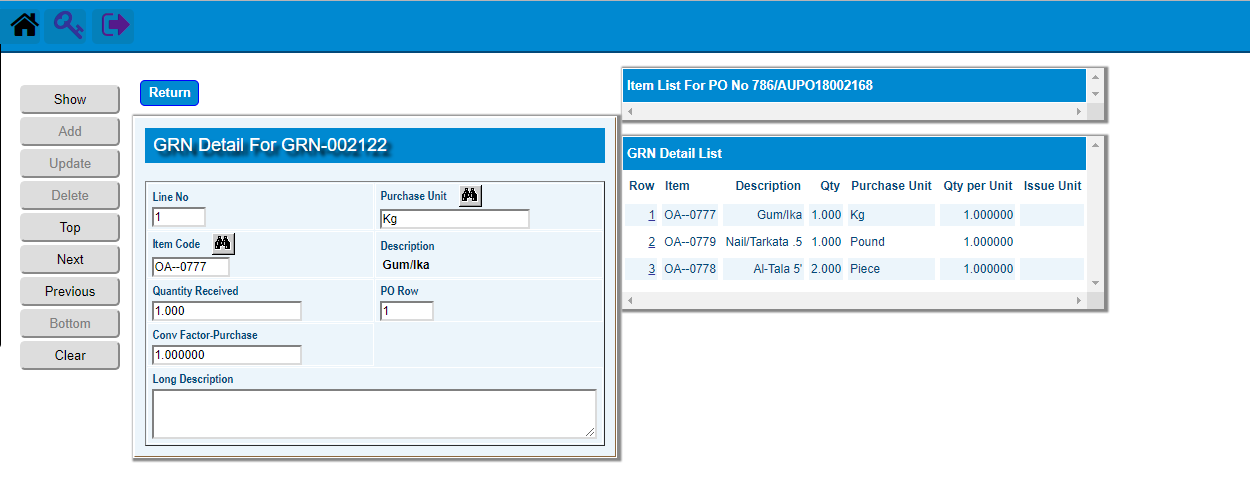 Show
Add
Update
Delete
Top
Next
Previous
Bottom
Clear
Return
GRN Detail For GRN-002122
Line No
1
Purchase Unit
Kg
Item Code
OA--0777
Description
Gum/Ika
Quantity Received
1.000
PO Row
1
Conv Factor-Purchase
1.000000
Long Description
Item List For PO No 786/AUPO18002168
GRN Detail List
Row Item Description Qty Purchase Unit Qty per Unit Issue Unit
1 OA--0777 Gum/Ika 1.000 Kg 1.000000
2 OA--0779 Nail/Tarkata .5 1.000 Pound 1.000000
3 OA--0778 Al-Tala 5' 2.000 Piece 1.000000